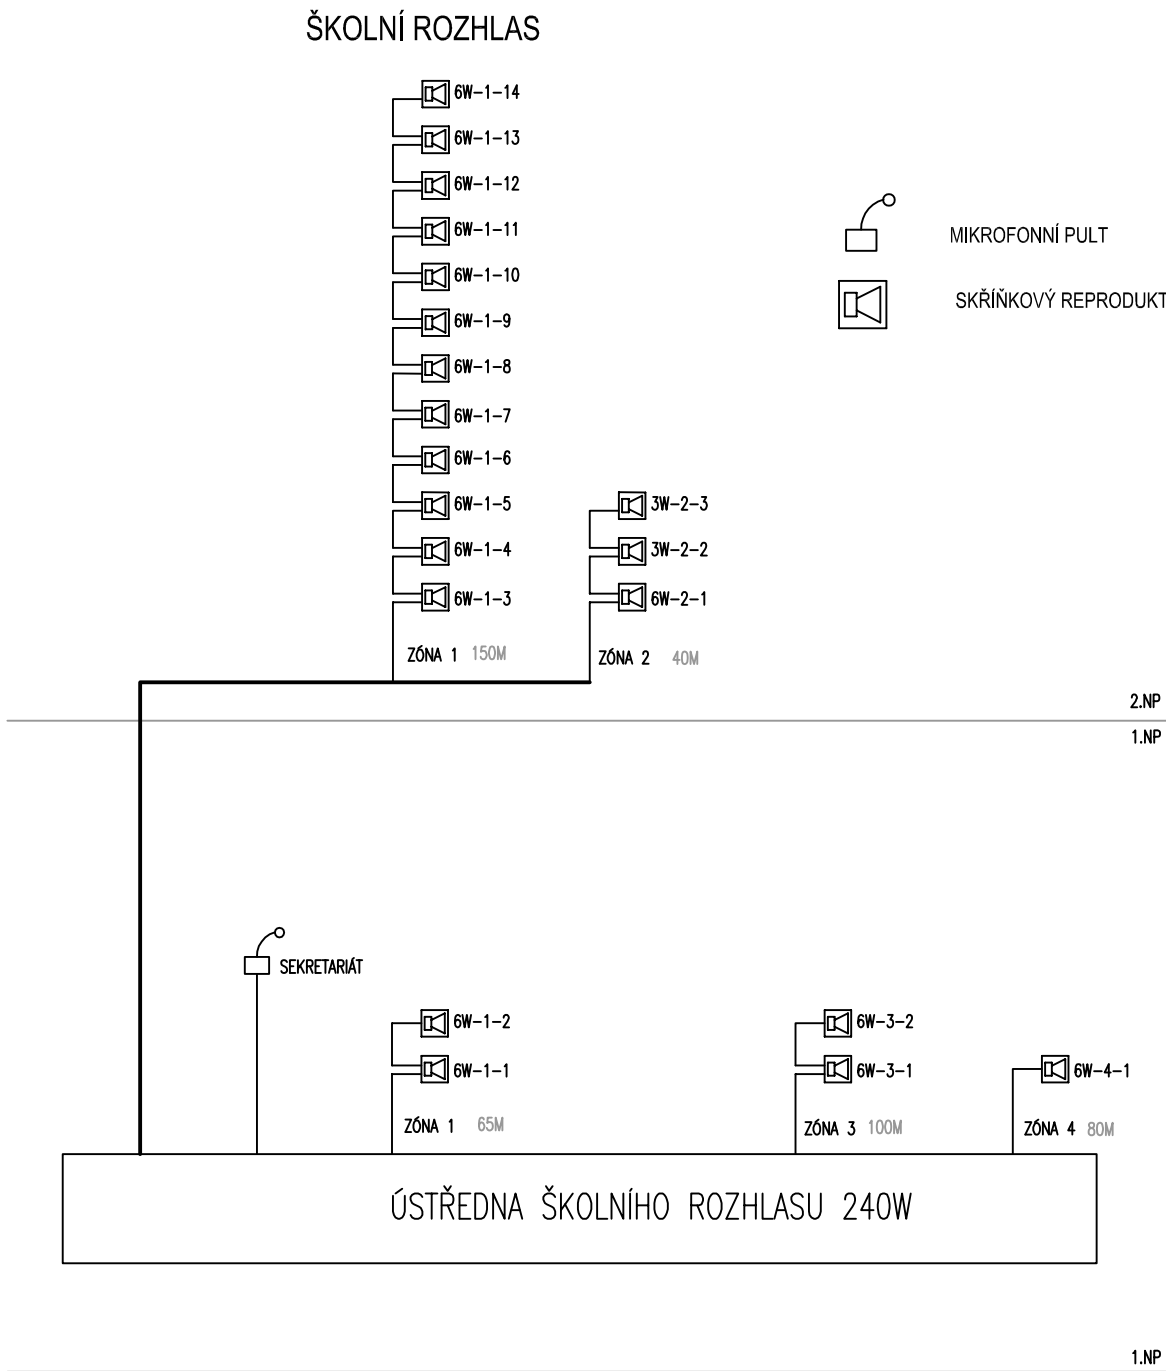 ŠKOLNÍ ROZHLAS
6W-1-14
6W-1-13
6W-1-12
6W-1-11
6W-1-10
6W-1-9
6W-1-8
6W-1-7
6W-1-6
6W-1-5
6W-1-4
6W-1-3
ZÓNA 1 150M
3W-2-3
3W-2-2
6W-2-1
ZÓNA 2 40M
MIKROFONNÍ PULT
SKŘÍŇKOVÝ REPRODUKT
2.NP
1.NP
SEKRETARIÁT
6W-1-2
6W-1-1
ZÓNA 1 65M
6W-3-2
6W-3-1
ZÓNA 3 100M
6W-4-1
ZÓNA 4 80M
ÚSTŘEDNA ŠKOLNÍHO ROZHLASU 240W
1.NP